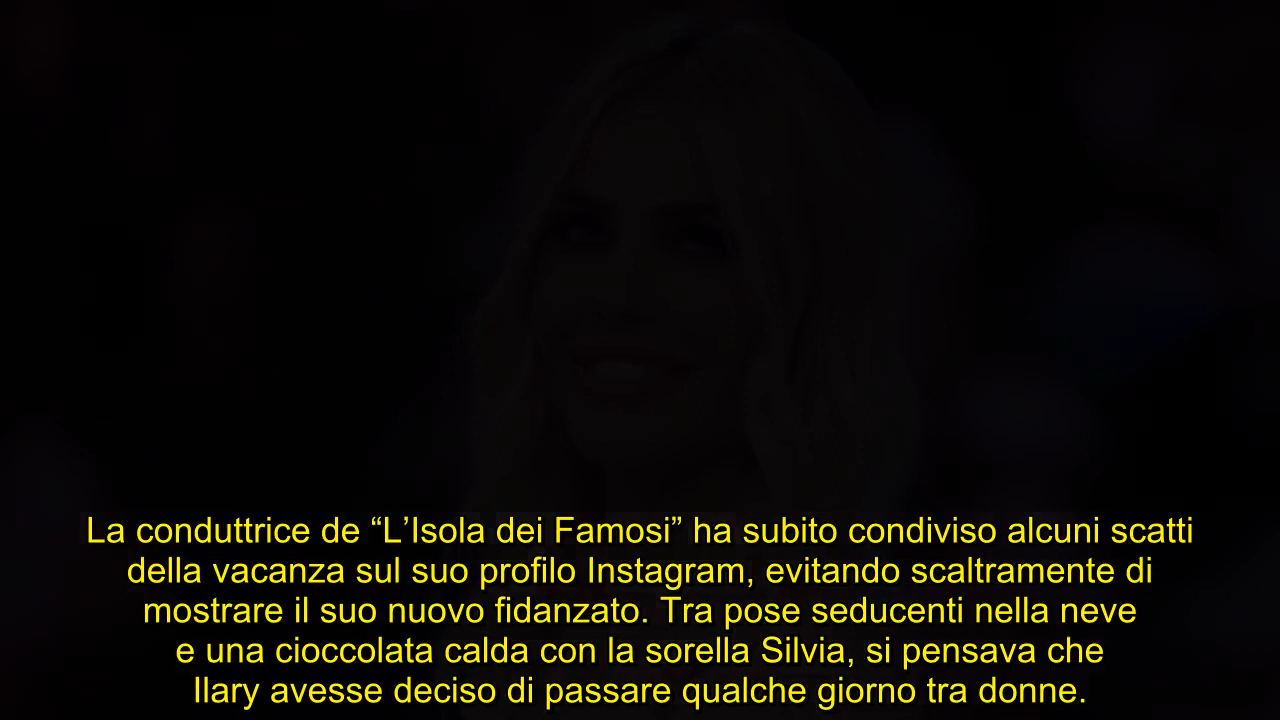 La conduttrice de “L’Isola dei Famosi” ha subito condiviso alcuni scatti
della vacanza sul suo profilo Instagram, evitando scaltramente di
mostrare il suo nuovo fidanzato. Tra pose seducenti nella neve
e una cioccolata calda con la sorella Silvia, si pensava che
Ilary avesse deciso di passare qualche giorno tra donne.